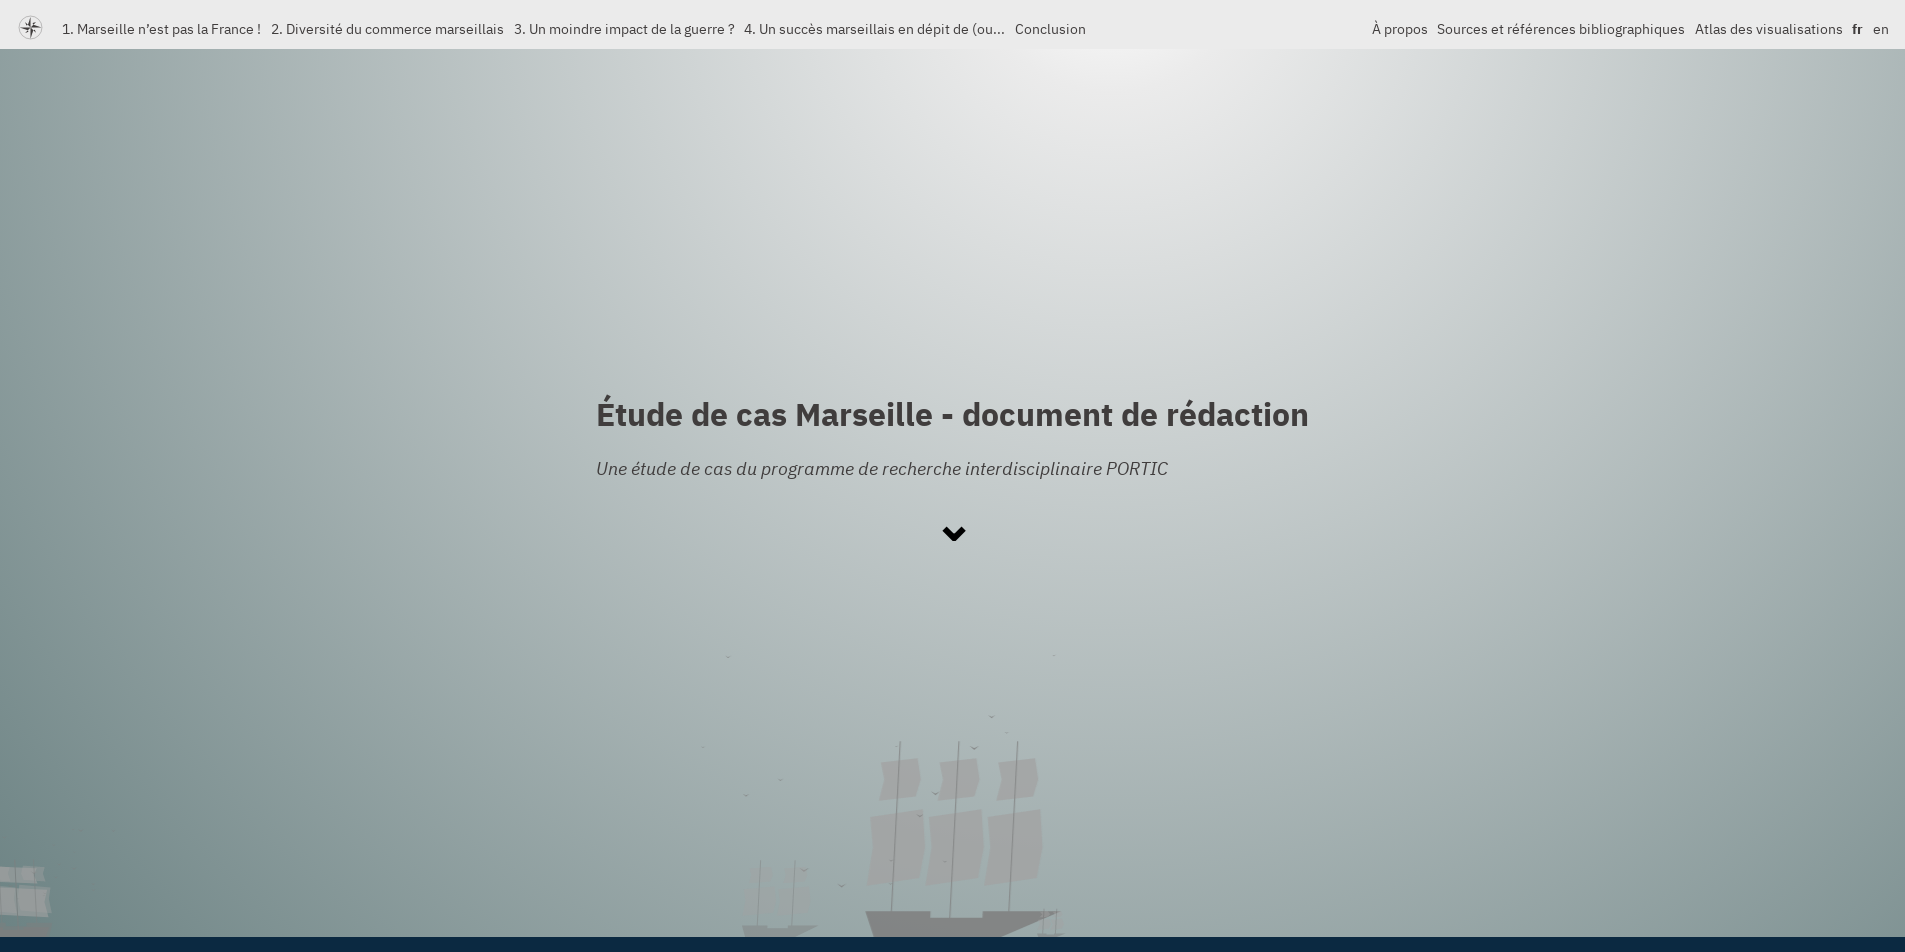 1. Marseille n’est pas la France ! 2. Diversité du commerce marseillais 3. Un moindre impact de la guerre ? 4. Un succès marseillais en dépit de (ou... Conclusion À propos Sources et références bibliographiques Atlas des visualisations fr en
Étude de cas Marseille - document de rédaction
Une étude de cas du programme de recherche interdisciplinaire PORTIC